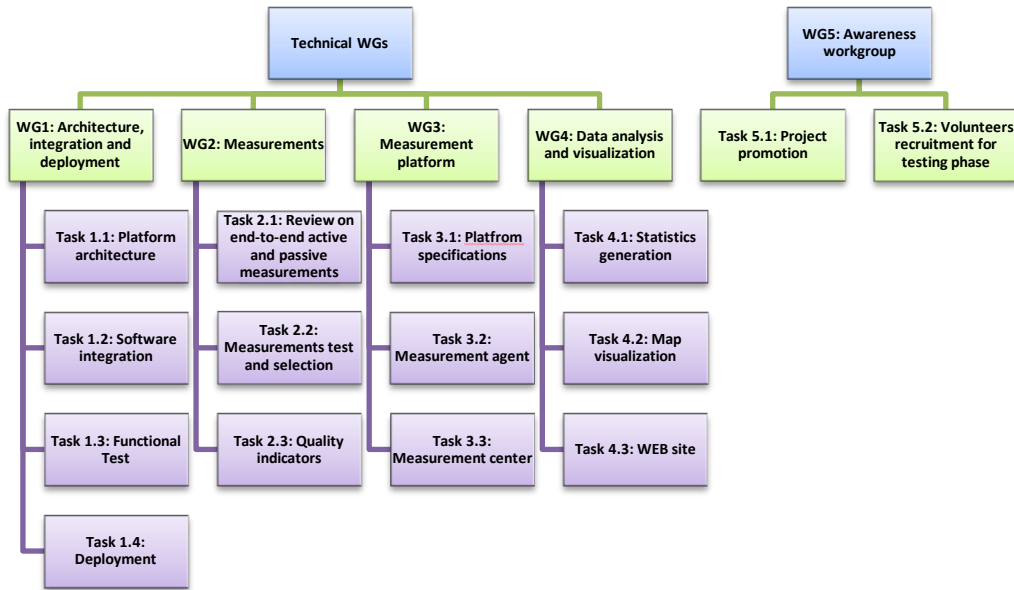 Technical WGs
WG5: Awareness
workgroup
WG1: Architecture,
integration and
deployment
WG2: Measurements
WG3:
Measurement
platform
WG4: Data analysis
and visualization
Task 5.1: Project
promotion
Task 5.2: Volunteers
recruitment for
testing phase
Task 1.1: Platform
architecture
Task 2.1: Review on
end-to-end active
and passive
measurements
Task 3.1: Platfrom
specifications
Task 4.1: Statistics
generation
Task 1.2: Software
integration
Task 2.2:
Measurements test
and selection
Task 3.2:
Measurement agent
Task 4.2: Map
visualization
Task 1.3: Functional
Test
Task 2.3: Quality
indicators
Task 3.3:
Measurement center
Task 4.3: WEB site
Task 1.4:
Deployment